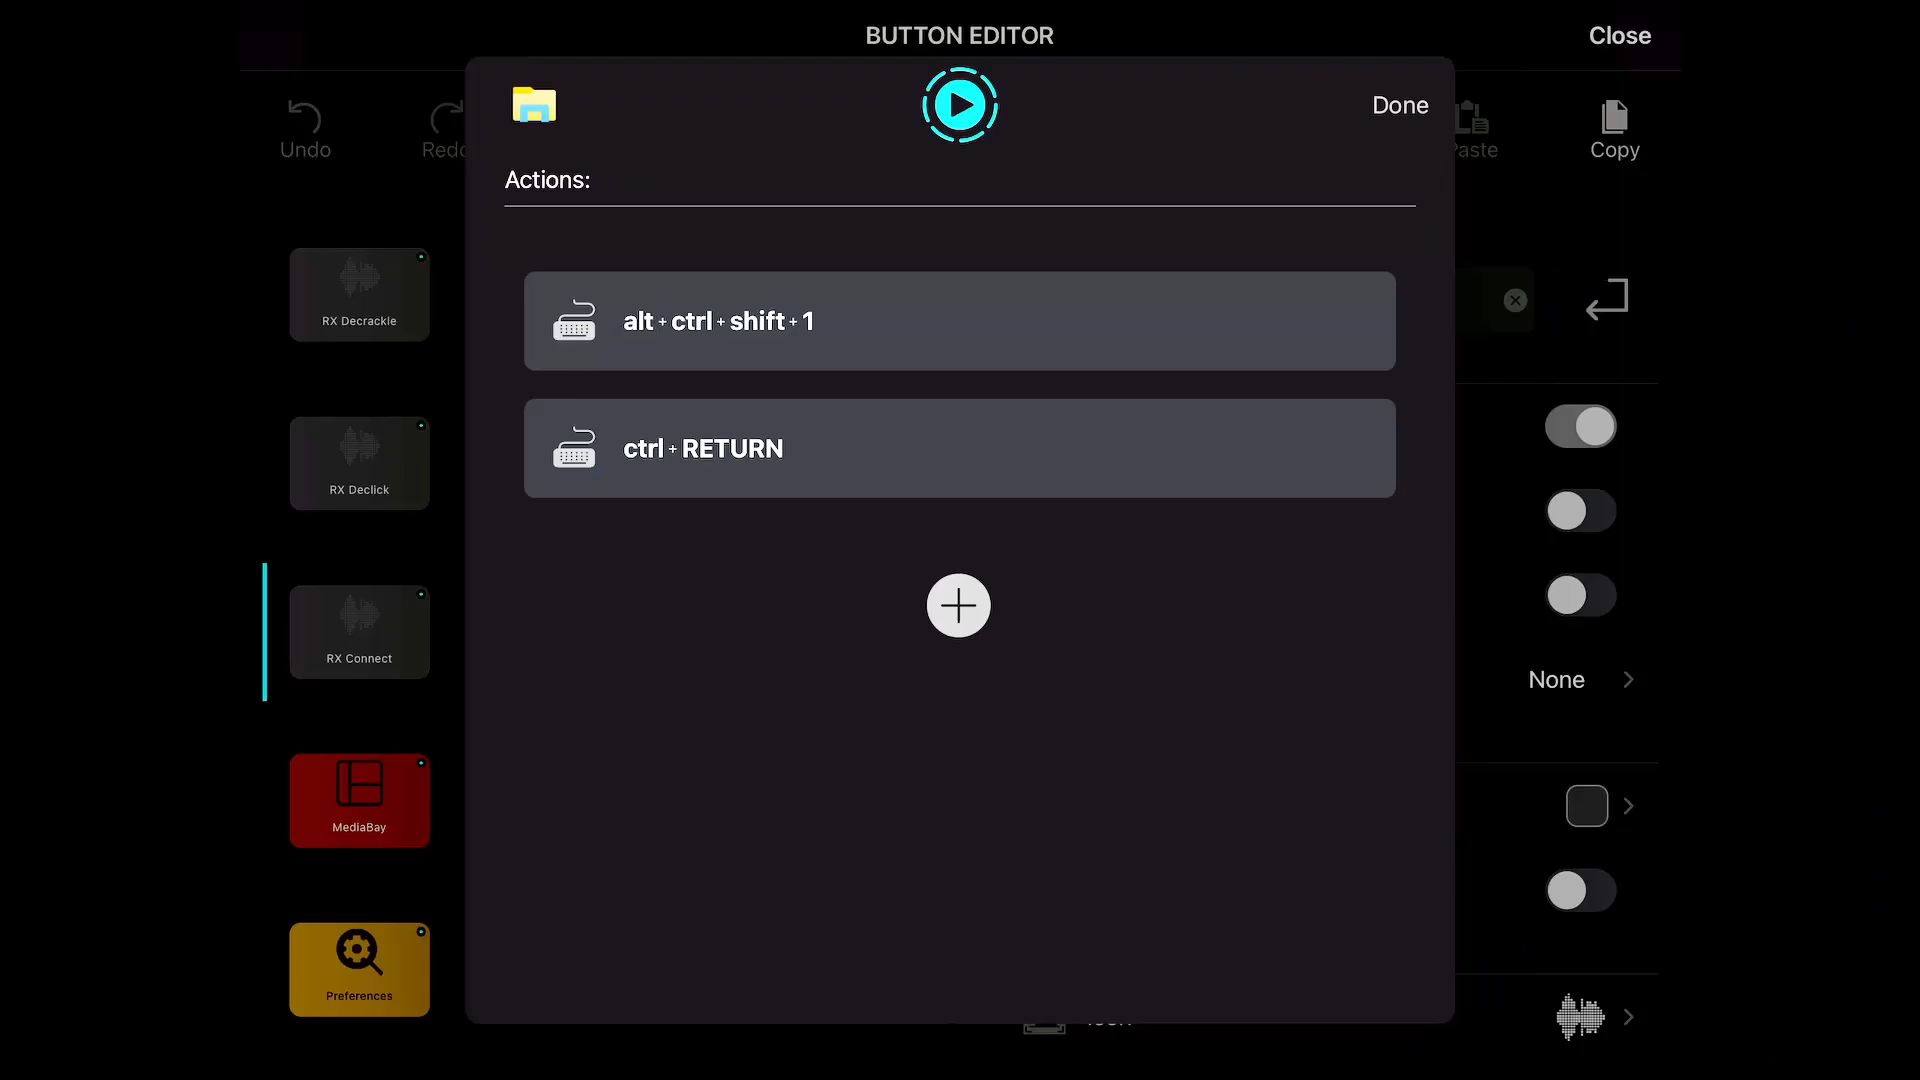 BUTTON EDITOR
Close
Done
Undo
Redo
Paste
Copy
Actions:
alt + ctrl + shift + 1
ctrl + RETURN
RX Decrackle
RX Declick
RX Connect
None
MediaBay
Preferences